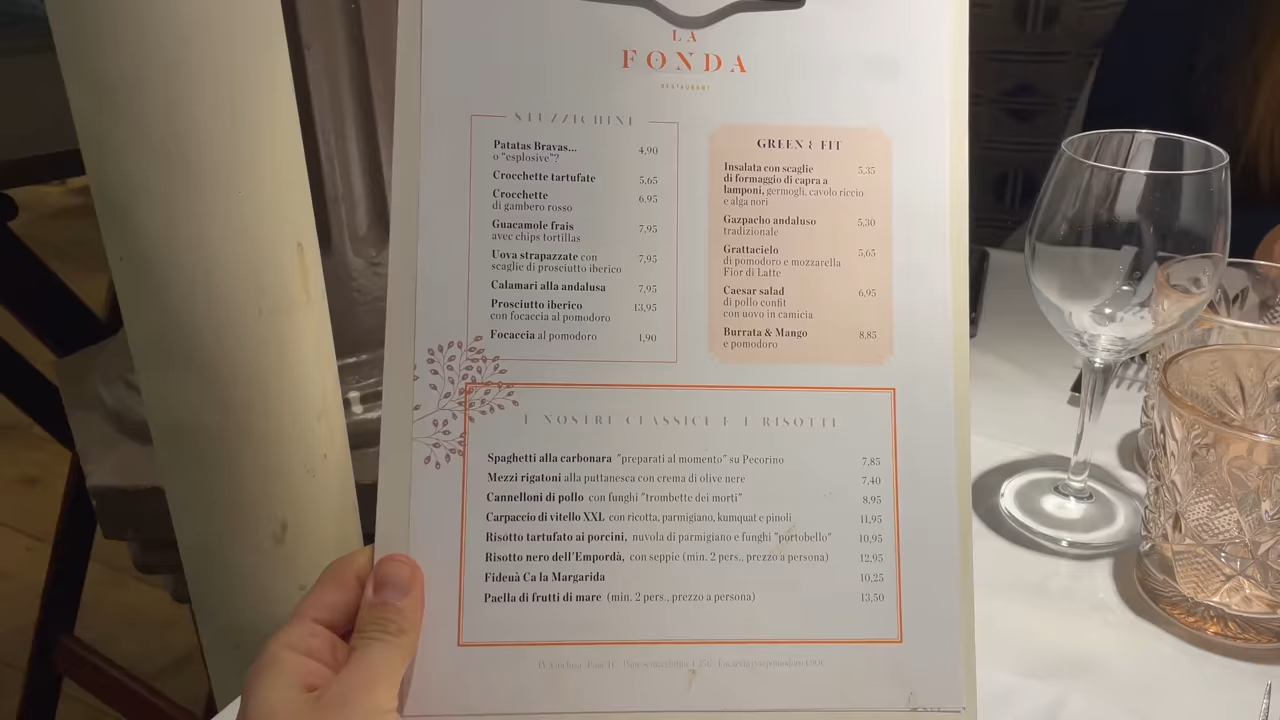 LA
FONDA
RESTAURANT
STUZZICHINI
Patatas Bravas... 4,90
o "esplosive"?
Crocchette tartufate 5,65
Crocchette 6,95
di gambero rosso
Guacamole frais 7,95
avec chips tortillas
Uova strapazzate con 7,95
scaglie di prosciutto iberico
Calamari alla andalusa 7,95
Prosciutto iberico 13,95
con focaccia al pomodoro
Focaccia al pomodoro 1,90
GREEN & FIT
Insalata con scaglie 5,35
di formaggio di capra a
lamponi, germogli, cavolo riccio
e alga nori
Gazpacho andaluso 5,30
tradizionale
Grattacielo 5,65
di pomodoro e mozzarella
Fior di Latte
Caesar salad 6,95
di pollo confit
con uovo in camicia
Burrata & Mango 8,85
e pomodoro
I NOSTRI CLASSICI E I RISOTTI
Spaghetti alla carbonara "preparati al momento" su Pecorino 7,85
Mezzi rigatoni alla puttanesca con crema di olive nere 7,40
Cannelloni di pollo con funghi "trombette dei morti" 8,95
Carpaccio di vitello XXL con ricotta, parmigiano, kumquat e pinoli 11,95
Risotto tartufato ai porcini, nuvola di parmigiano e funghi "portobello" 10,95
Risotto nero dell'Empordà, con seppie (min. 2 pers., prezzo a persona) 12,95
Fideuà Ca la Margarida 10,25
Paella di frutti di mare (min. 2 pers., prezzo a persona) 13,50